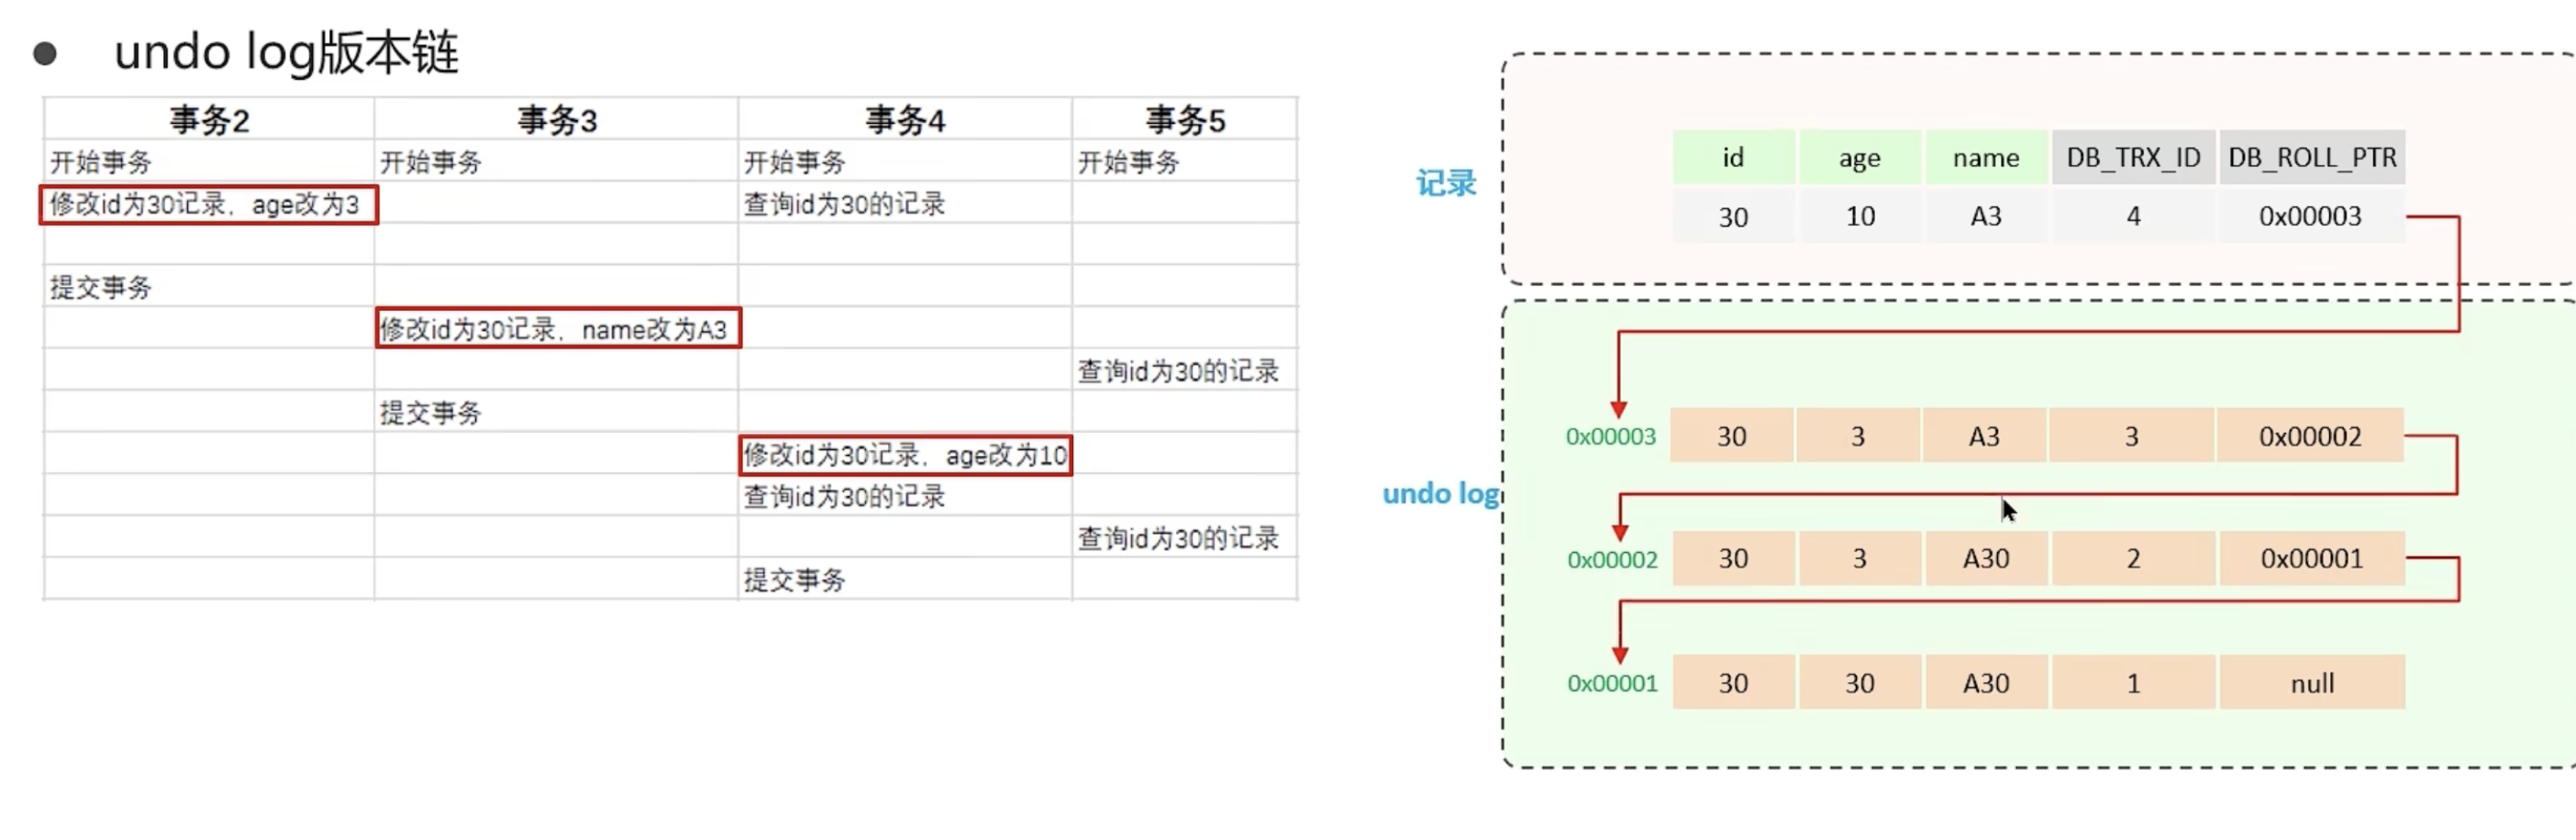 ● undo log版本链
事务2 事务3 事务4 事务5
开始事务 开始事务 开始事务 开始事务
修改id为30记录，age改为3 查询id为30的记录
提交事务
修改id为30记录，name改为A3
查询id为30的记录
提交事务
修改id为30记录，age改为10
查询id为30的记录
查询id为30的记录
提交事务
记录
id age name DB_TRX_ID DB_ROLL_PTR
30 10 A3 4 0x00003
undo log
0x00003 30 3 A3 3 0x00002
0x00002 30 3 A30 2 0x00001
0x00001 30 30 A30 1 null